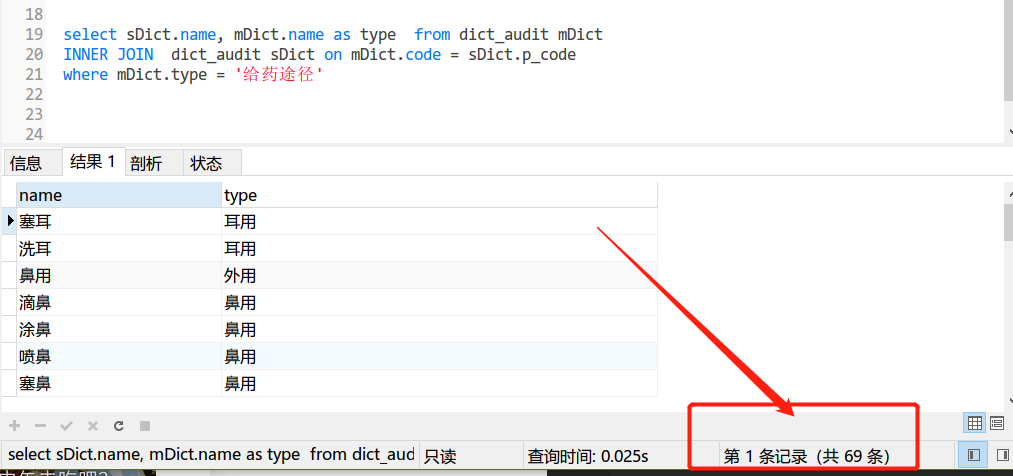 18
19 select sDict.name, mDict.name as type  from dict_audit mDict
20 INNER JOIN  dict_audit sDict on mDict.code = sDict.p_code
21 where mDict.type = '给药途径'
22
23
24
信息 结果 1 剖析 状态
name type
塞耳 耳用
洗耳 耳用
鼻用 外用
滴鼻 鼻用
涂鼻 鼻用
喷鼻 鼻用
塞鼻 鼻用
select sDict.name, mDict.name as type  from dict_aud 只读 查询时间: 0.025s 第 1 条记录（共 69 条）